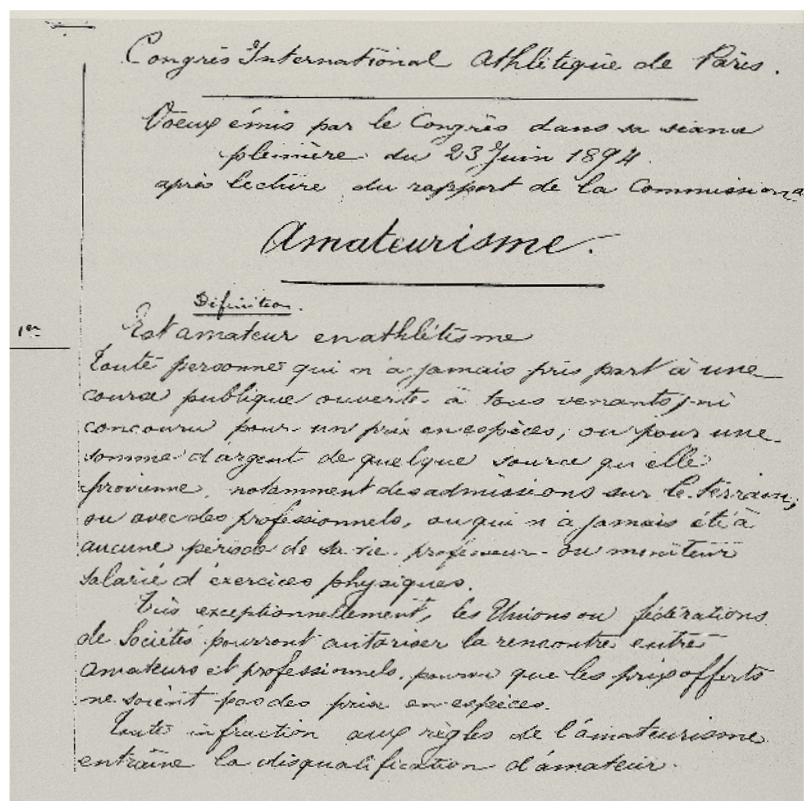 Congrès International Athlétique de Paris.
Voeux émis par le Congrès dans sa séance
plenière du 23 Juin 1894.
après lecture du rapport de la Commission
Amateurisme.
Définition.
1er
Est amateur en athlétisme
Toute personne qui n'a jamais pris part à une
course publique ouverte à tous venants, ni
concouru pour un prix en espèces, ou pour une
somme d'argent de quelque source qu'elle
provienne, notamment des admissions sur le terrain,
ou avec des professionnels, ou qui n'a jamais été à
aucune période de sa vie professeur ou moniteur
salarié d'exercices physiques.
Très exceptionnellement, les Unions ou fédérations
de Sociétés pourront autoriser la rencontre entre
amateurs et professionnels, pourvu que les prix offerts
ne soient pas des prix en espèces.
Toute infraction aux règles de l'amateurisme
entraîne la disqualification d'amateur.